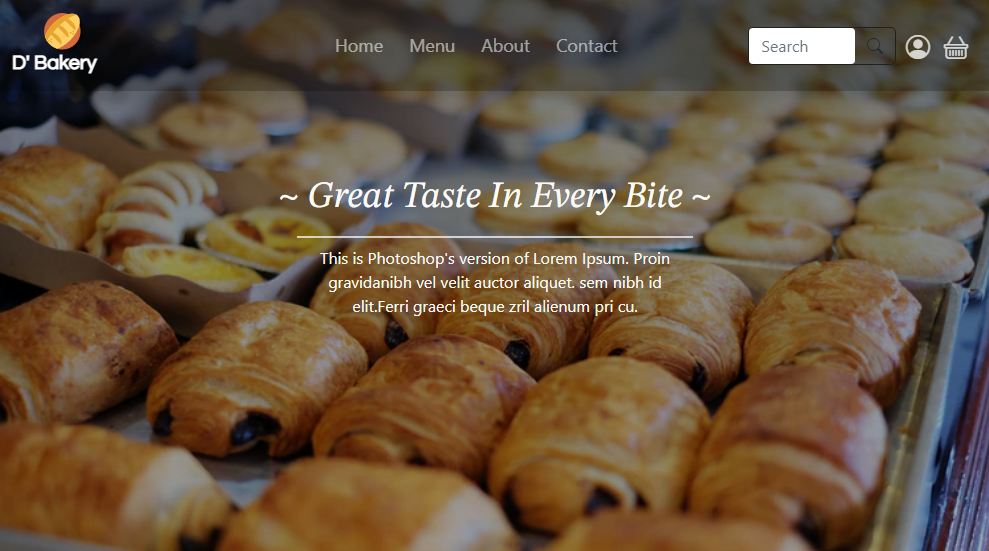 D' Bakery
Home Menu About Contact
Search
~ Great Taste In Every Bite ~
This is Photoshop's version of Lorem Ipsum. Proin
gravidanibh vel velit auctor aliquet. sem nibh id
elit.Ferri graeci beque zril alienum pri cu.